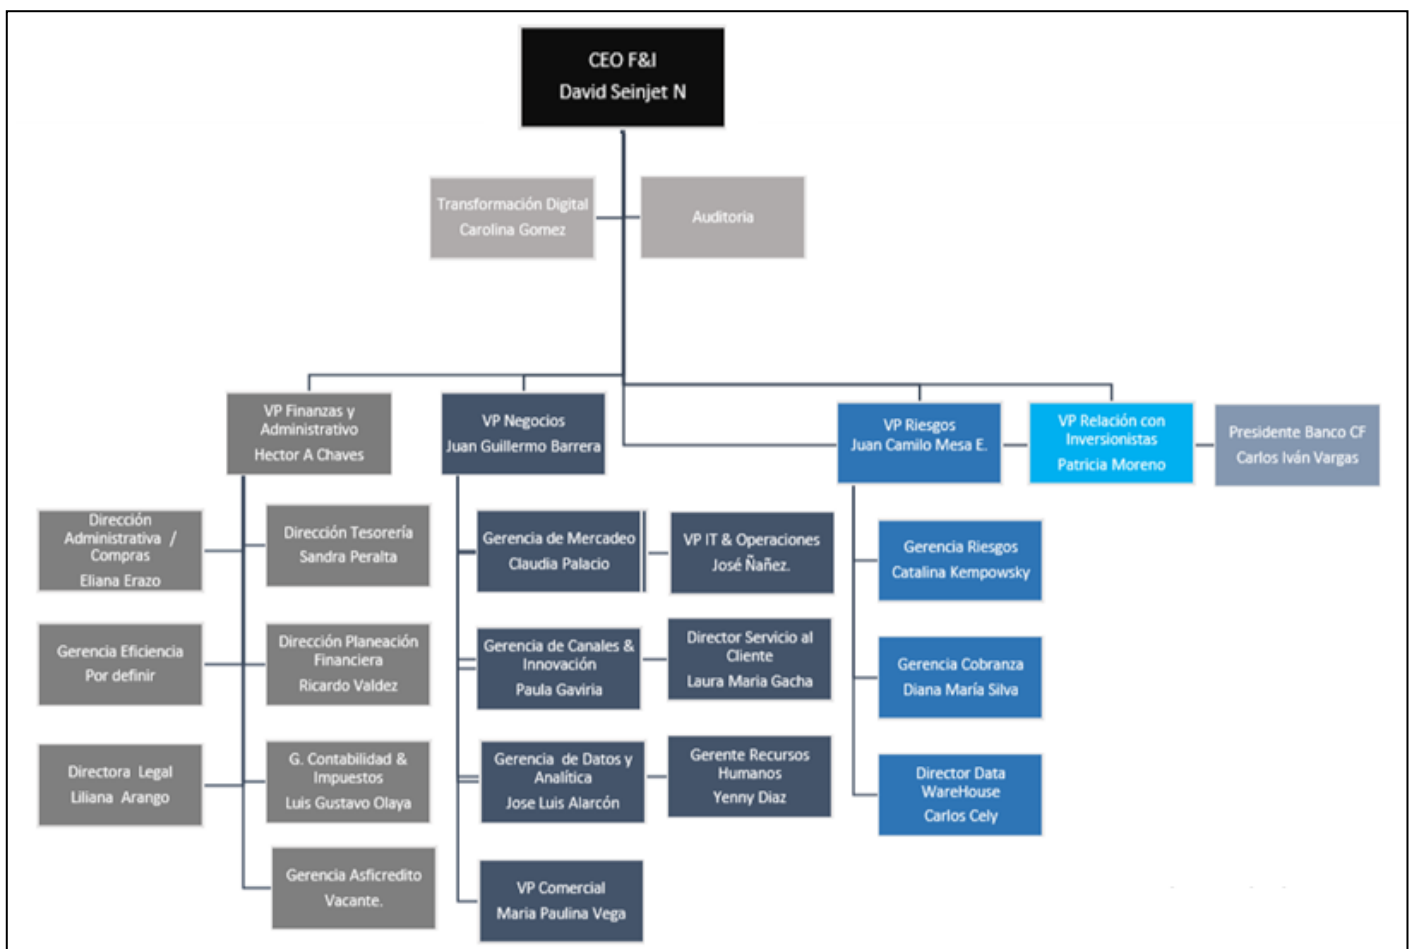 CEO F&I
David Seinjet N
Transformación Digital
Carolina Gomez
Auditoria
VP Finanzas y
Administrativo
Hector A Chaves
VP Negocios
Juan Guillermo Barrera
VP Riesgos
Juan Camilo Mesa E.
VP Relación con
Inversionistas
Patricia Moreno
Presidente Banco CF
Carlos Iván Vargas
Dirección
Administrativa /
Compras
Eliana Erazo
Dirección Tesorería
Sandra Peralta
Gerencia de Mercadeo
Claudia Palacio
VP IT & Operaciones
José Ñañez.
Gerencia Riesgos
Catalina Kempowsky
Gerencia Eficiencia
Por definir
Dirección Planeación
Financiera
Ricardo Valdez
Gerencia de Canales &
Innovación
Paula Gaviria
Director Servicio al
Cliente
Laura Maria Gacha
Gerencia Cobranza
Diana María Silva
Directora Legal
Liliana Arango
G. Contabilidad &
Impuestos
Luis Gustavo Olaya
Gerencia de Datos y
Analítica
Jose Luis Alarcón
Gerente Recursos
Humanos
Yenny Diaz
Director Data
WareHouse
Carlos Cely
Gerencia Asficredito
Vacante.
VP Comercial
Maria Paulina Vega